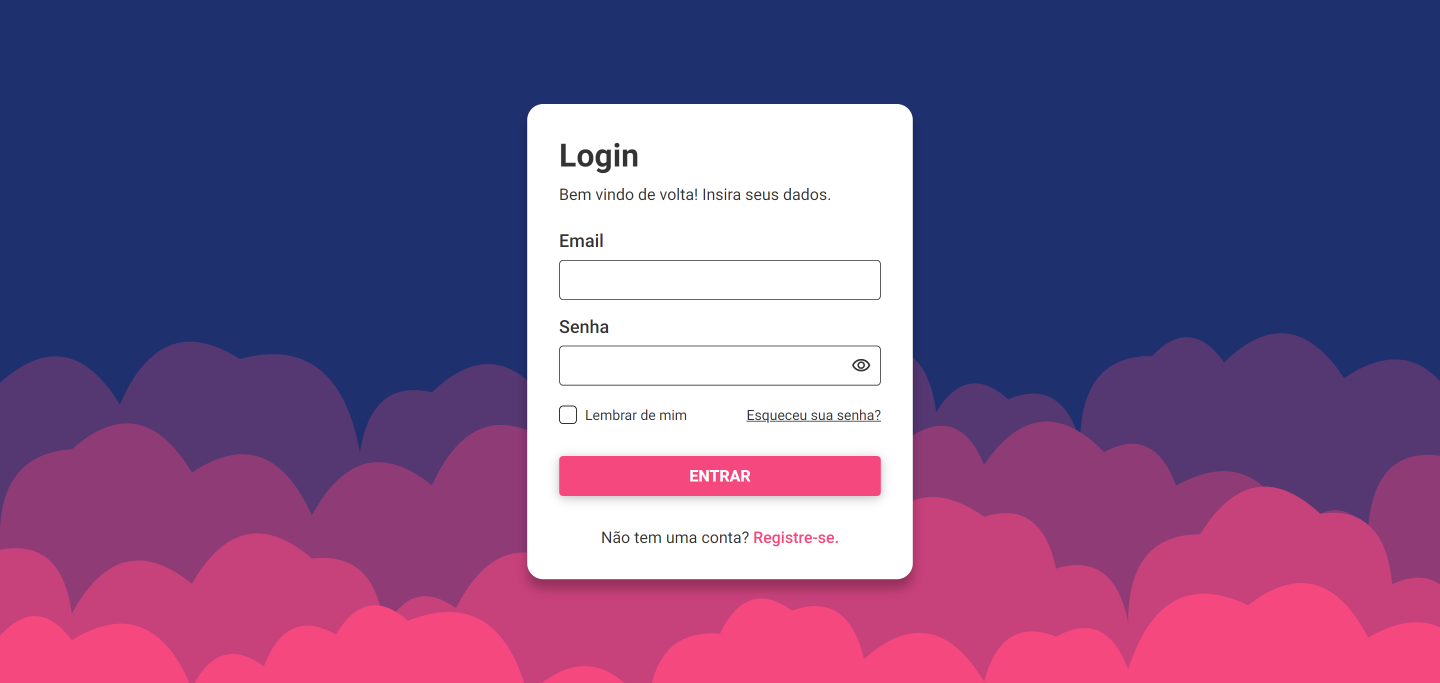 Login
Bem vindo de volta! Insira seus dados.
Email
Senha
Lembrar de mim
Esqueceu sua senha?
ENTRAR
Não tem uma conta? Registre-se.